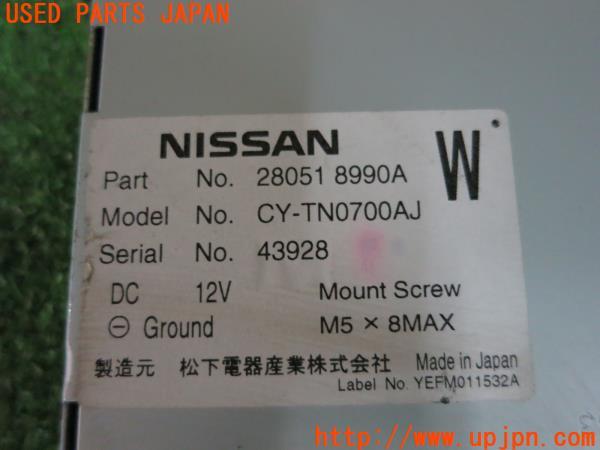 USED PARTS JAPAN
NISSAN W
Part No. 28051 8990A
Model No. CY-TN0700AJ
Serial No. 43928
DC 12V Mount Screw
⊖ Ground M5 × 8MAX
製造元 松下電器産業株式会社 Made in Japan
Label No. YEFM011532A
http://www.upjpn.com/